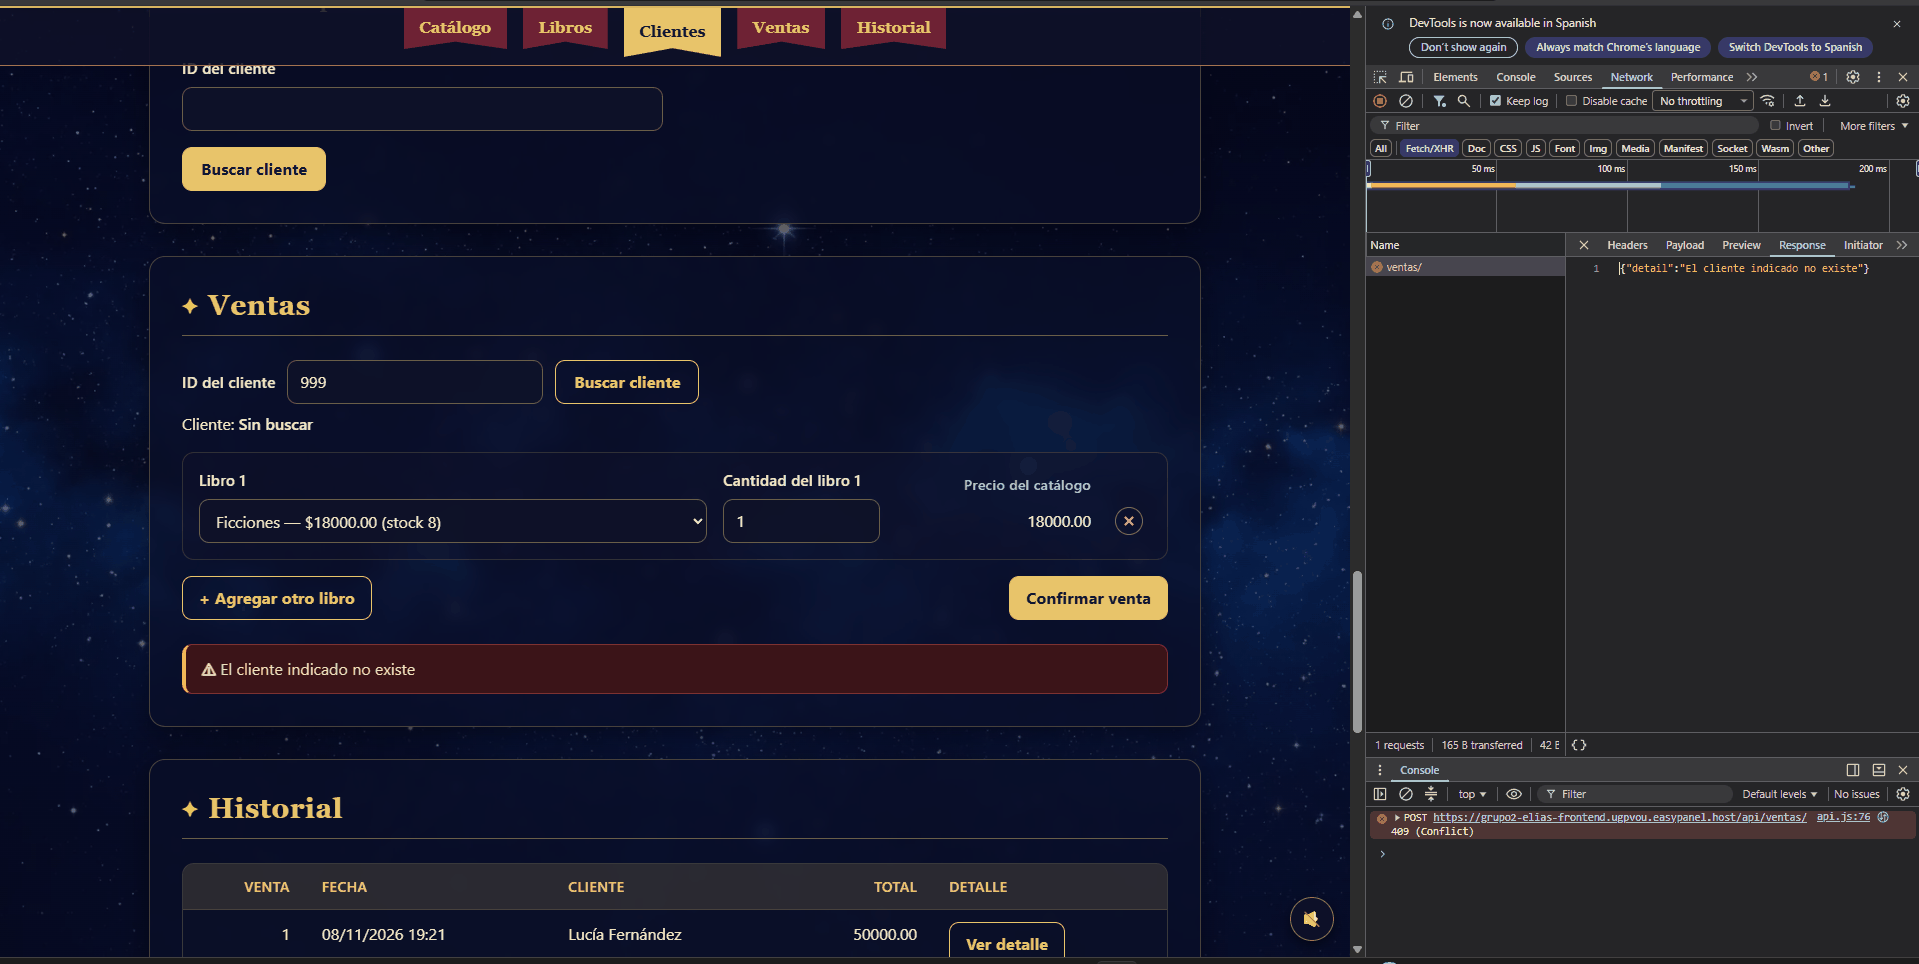 Catálogo
Libros
Clientes
Ventas
Historial
ID del cliente
Buscar cliente
✦ Ventas
ID del cliente
999
Buscar cliente
Cliente: Sin buscar
Libro 1
Cantidad del libro 1
Precio del catálogo
Ficciones — $18000.00 (stock 8)
1
18000.00
+ Agregar otro libro
Confirmar venta
⚠ El cliente indicado no existe
✦ Historial
VENTA FECHA CLIENTE TOTAL DETALLE
1 08/11/2026 19:21 Lucía Fernández 50000.00 Ver detalle
DevTools is now available in Spanish
Don't show again
Always match Chrome's language
Switch DevTools to Spanish
Elements Console Sources Network Performance
1
Keep log
Disable cache
No throttling
Filter
Invert
More filters
All Fetch/XHR Doc CSS JS Font Img Media Manifest Socket Wasm Other
50 ms 100 ms 150 ms 200 ms
Name
Headers Payload Preview Response Initiator
ventas/
1 {"detail":"El cliente indicado no existe"}
1 requests 165 B transferred 42 B
Console
top
Filter
Default levels
No issues
POST https://grupo2-elias-frontend.ugpvou.easypanel.host/api/ventas/ api.js:76
409 (Conflict)